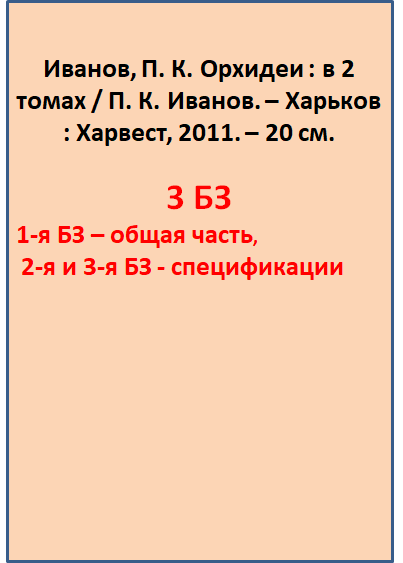 Иванов, П. К. Орхидеи : в 2
томах / П. К. Иванов. – Харьков
: Харвест, 2011. – 20 см.
3 БЗ
1-я БЗ – общая часть,
2-я и 3-я БЗ - спецификации